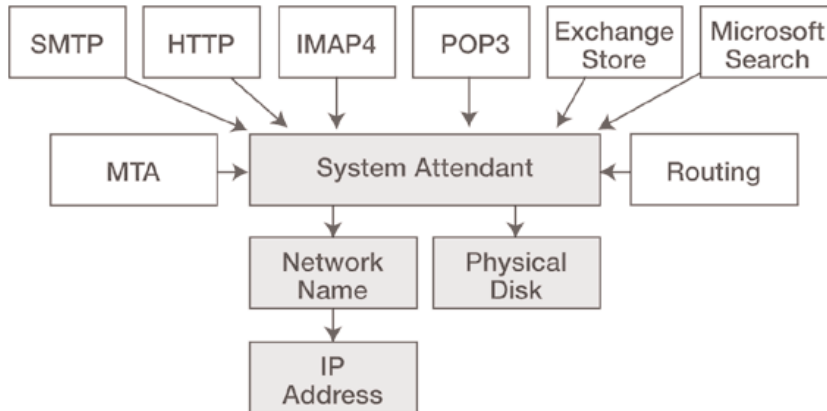 SMTP
HTTP
IMAP4
POP3
Exchange
Store
Microsoft
Search
MTA
System Attendant
Routing
Network
Name
Physical
Disk
IP
Address